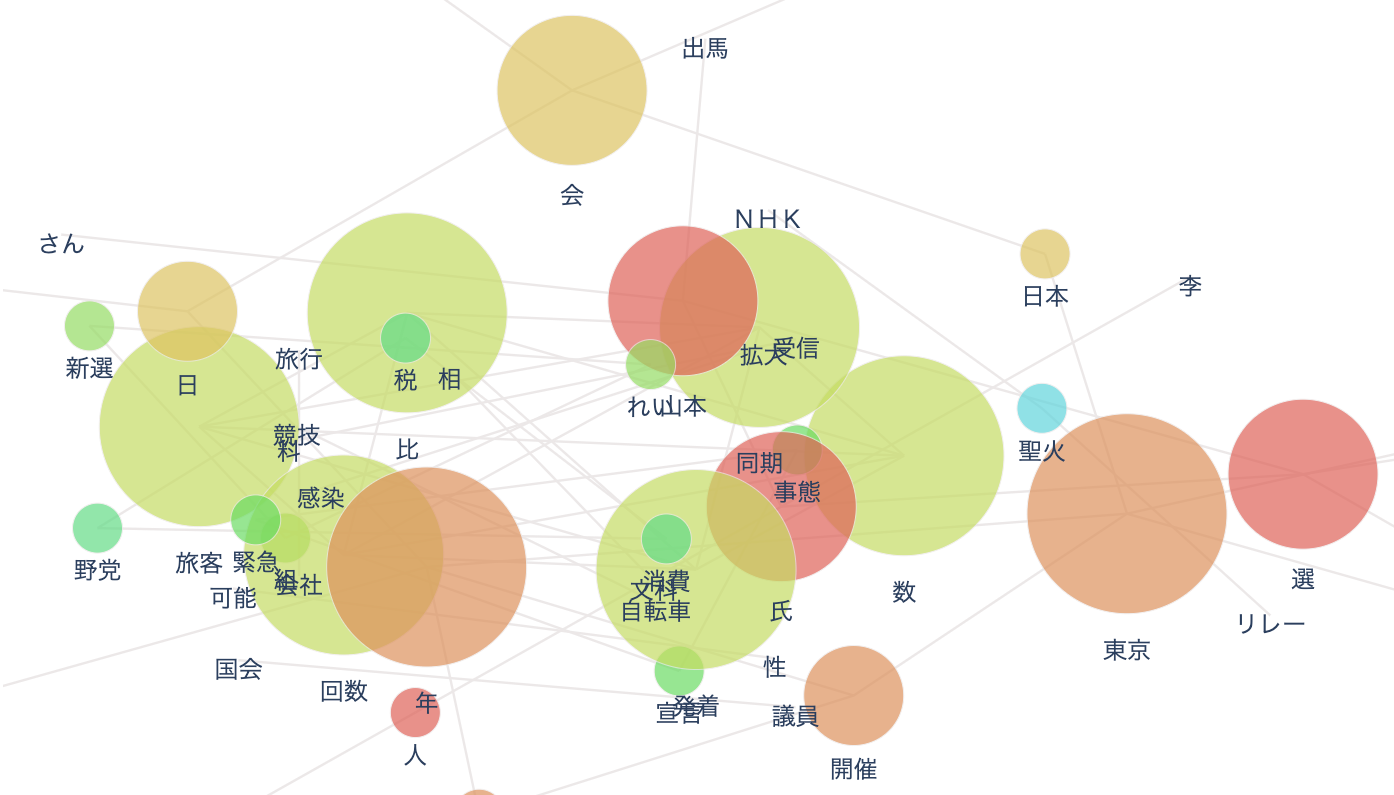 出馬
会
ＮＨＫ
さん
李
日本
受信
拡大
旅行
新選
税
相
日
れい
山本
競技
料
比
聖火
同期
事態
感染
旅客
緊急
野党
組
会社
消費
文科
可能
自転車
氏
数
選
リレー
東京
国会
性
回数
年
発着
宣言
議員
人
開催